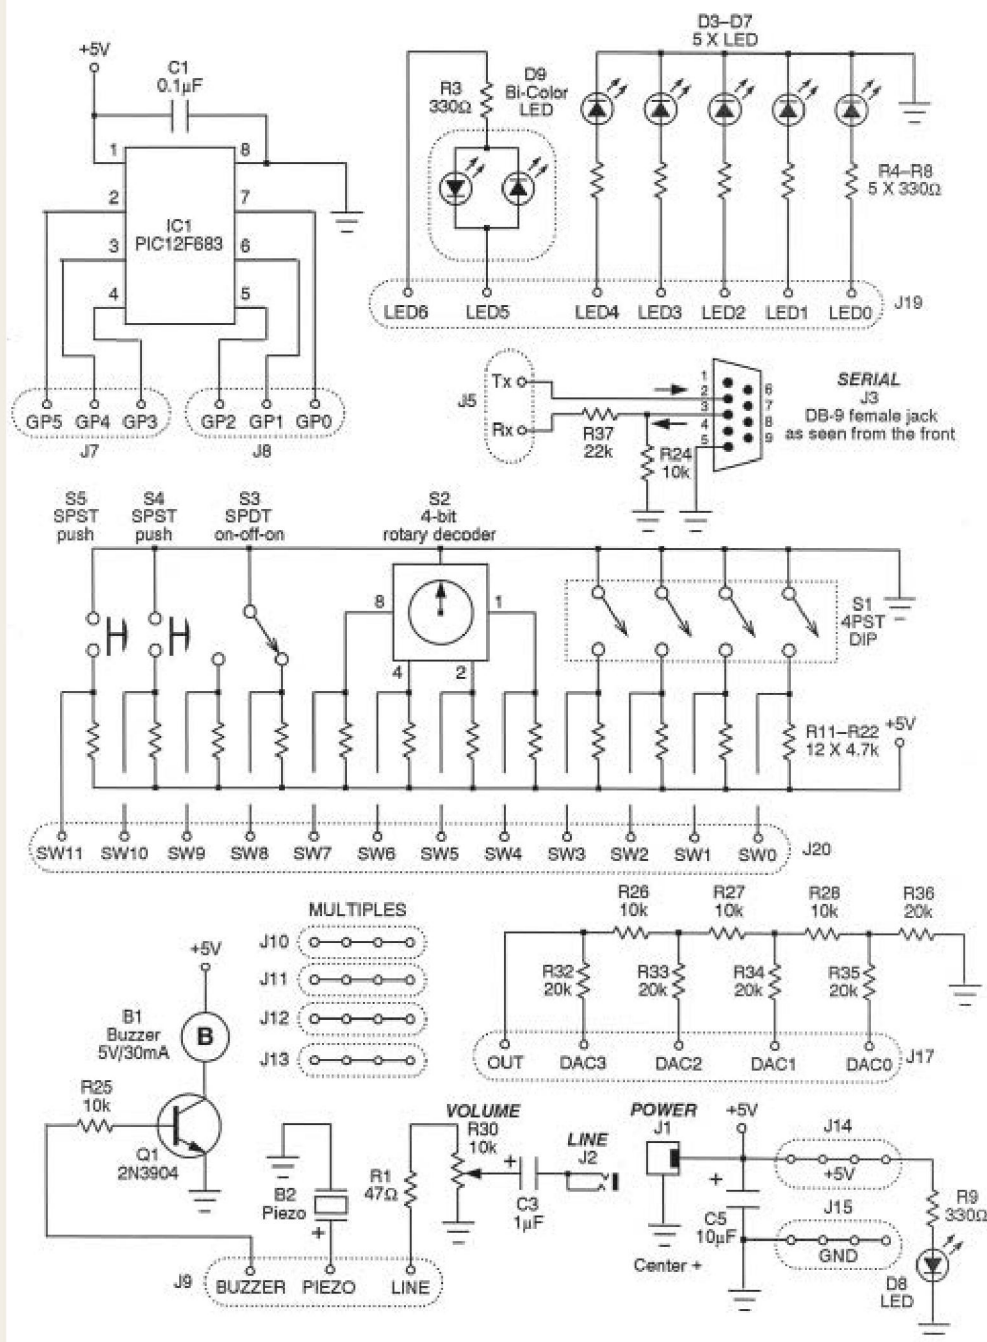 +5V
C1
0.1µF
1
8
2
7
3
6
4
5
IC1
PIC12F683
GP5 GP4 GP3
J7
GP2 GP1 GP0
J8
D3–D7
5 X LED
R3
330Ω
D9
Bi-Color
LED
R4–R8
5 X 330Ω
LED6 LED5 LED4 LED3 LED2 LED1 LED0
J19
J5
Tx
Rx
R37
22k
R24
10k
1
2
3
4
5
6
7
8
9
SERIAL
J3
DB-9 female jack
as seen from the front
S5
SPST
push
S4
SPST
push
S3
SPDT
on-off-on
S2
4-bit
rotary decoder
8
1
4
2
S1
4PST
DIP
R11–R22
12 X 4.7k
+5V
SW11 SW10 SW9 SW8 SW7 SW6 SW5 SW4 SW3 SW2 SW1 SW0
J20
MULTIPLES
J10
J11
J12
J13
R26
10k
R27
10k
R28
10k
R36
20k
R32
20k
R33
20k
R34
20k
R35
20k
OUT DAC3 DAC2 DAC1 DAC0
J17
+5V
B1
Buzzer
5V/30mA
B
R25
10k
Q1
2N3904
B2
Piezo
+
R1
47Ω
VOLUME
R30
10k
+
C3
1µF
LINE
J2
J9
BUZZER PIEZO LINE
POWER
J1
Center +
+5V
+
C5
10µF
J14
+5V
J15
GND
R9
330Ω
D8
LED